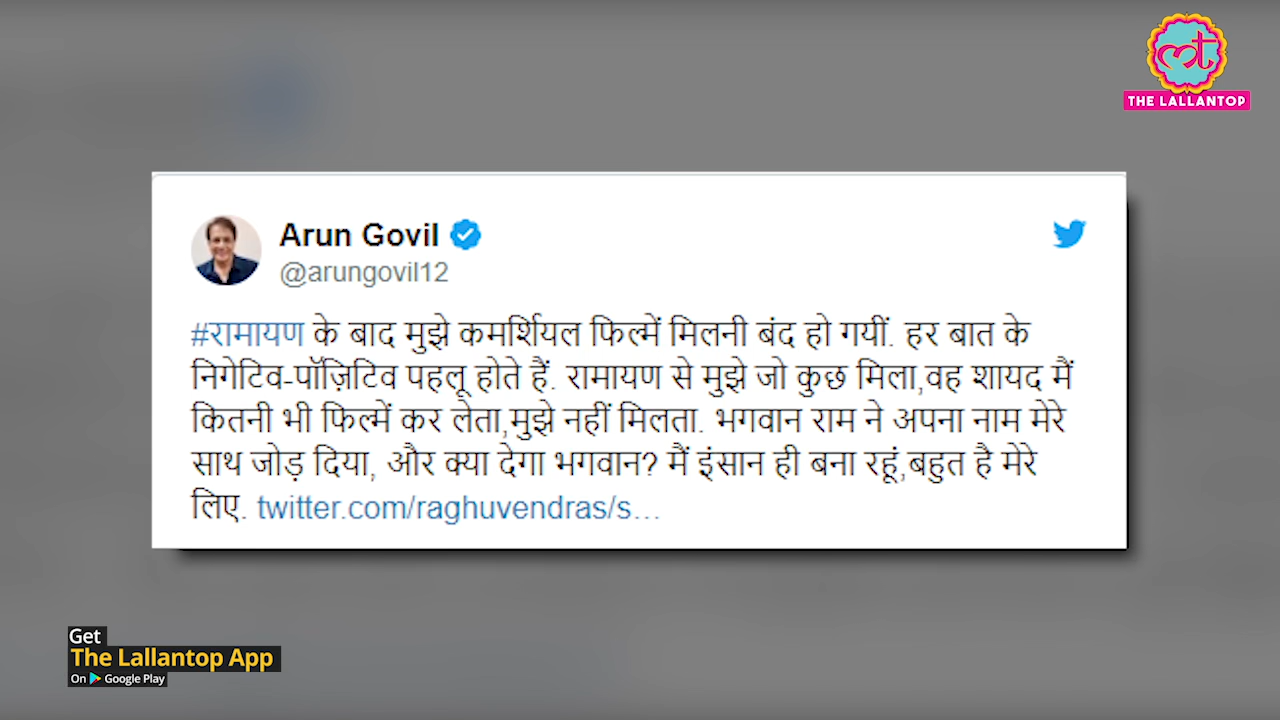 THE LALLANTOP
Arun Govil
@arungovil12
#रामायण के बाद मुझे कमर्शियल फिल्में मिलनी बंद हो गयीं. हर बात के
निगेटिव-पॉज़िटिव पहलू होते हैं. रामायण से मुझे जो कुछ मिला,वह शायद मैं
कितनी भी फिल्में कर लेता,मुझे नहीं मिलता. भगवान राम ने अपना नाम मेरे
साथ जोड़ दिया, और क्या देगा भगवान? मैं इंसान ही बना रहूं,बहुत है मेरे
लिए. twitter.com/raghuvendras/s…
Get
The Lallantop App
On Google Play